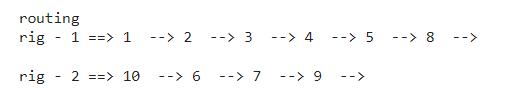 routing
rig - 1 ==> 1  --> 2  --> 3  --> 4  --> 5  --> 8  -->
rig - 2 ==> 10  --> 6  --> 7  --> 9  -->